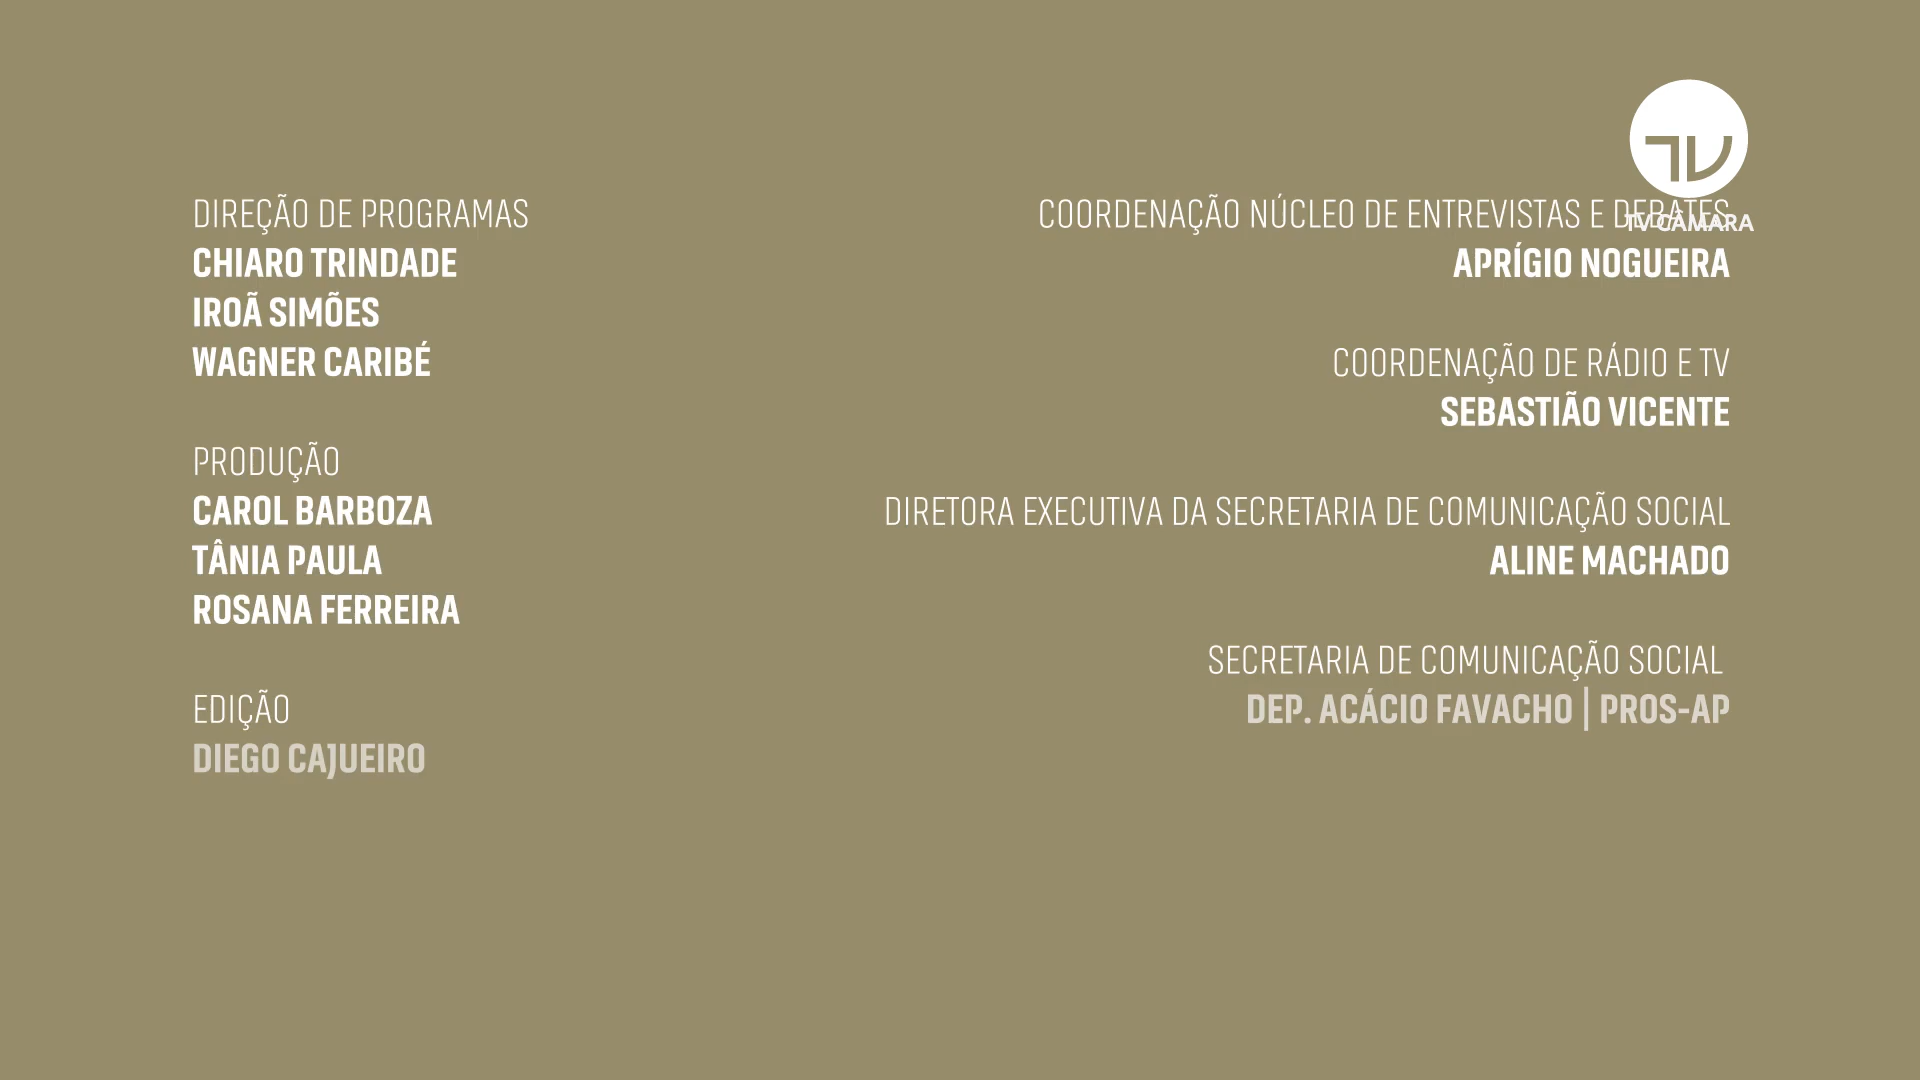 DIREÇÃO DE PROGRAMAS
CHIARO TRINDADE
IROÃ SIMÕES
WAGNER CARIBÉ
PRODUÇÃO
CAROL BARBOZA
TÂNIA PAULA
ROSANA FERREIRA
EDIÇÃO
DIEGO CAJUEIRO
TV
TV CÂMARA
COORDENAÇÃO NÚCLEO DE ENTREVISTAS E DEBATES
APRÍGIO NOGUEIRA
COORDENAÇÃO DE RÁDIO E TV
SEBASTIÃO VICENTE
DIRETORA EXECUTIVA DA SECRETARIA DE COMUNICAÇÃO SOCIAL
ALINE MACHADO
SECRETARIA DE COMUNICAÇÃO SOCIAL
DEP. ACÁCIO FAVACHO | PROS-AP